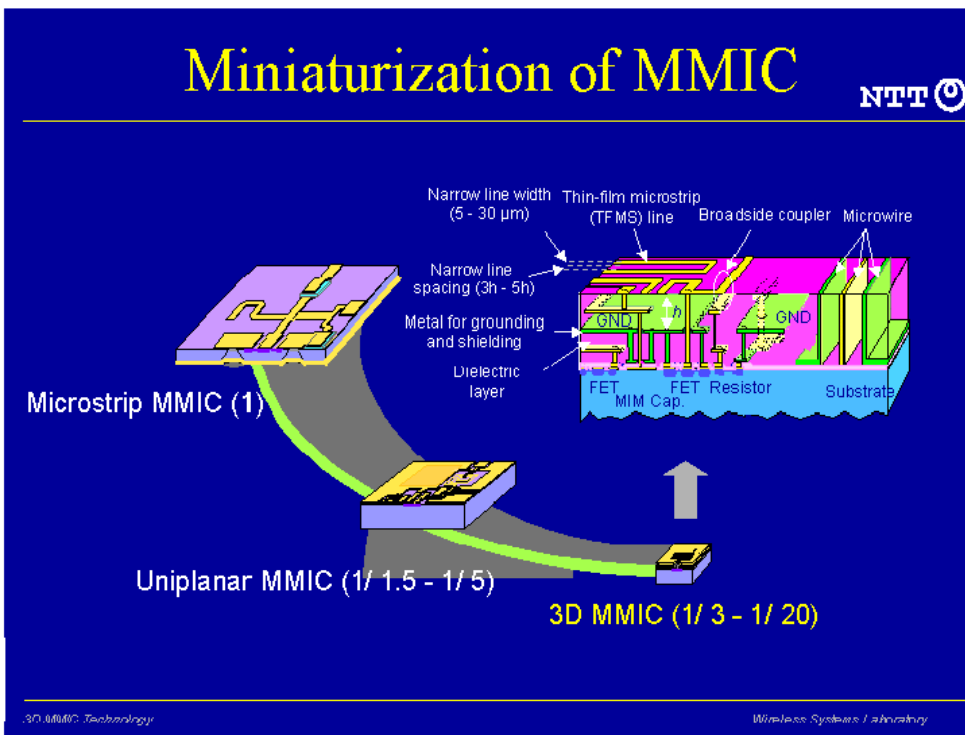 Miniaturization of MMIC
NTT
Narrow line width
(5 - 30 µm)
Thin-film microstrip
(TFMS) line
Broadside coupler
Microwire
Narrow line
spacing (3h - 5h)
Metal for grounding
and shielding
Dielectric
layer
GND
h
GND
FET
MIM Cap.
FET
Resistor
Substrate
Microstrip MMIC (1)
Uniplanar MMIC (1/ 1.5 - 1/ 5)
3D MMIC (1/ 3 - 1/ 20)
3D MMIC Technology
Wireless Systems Laboratory